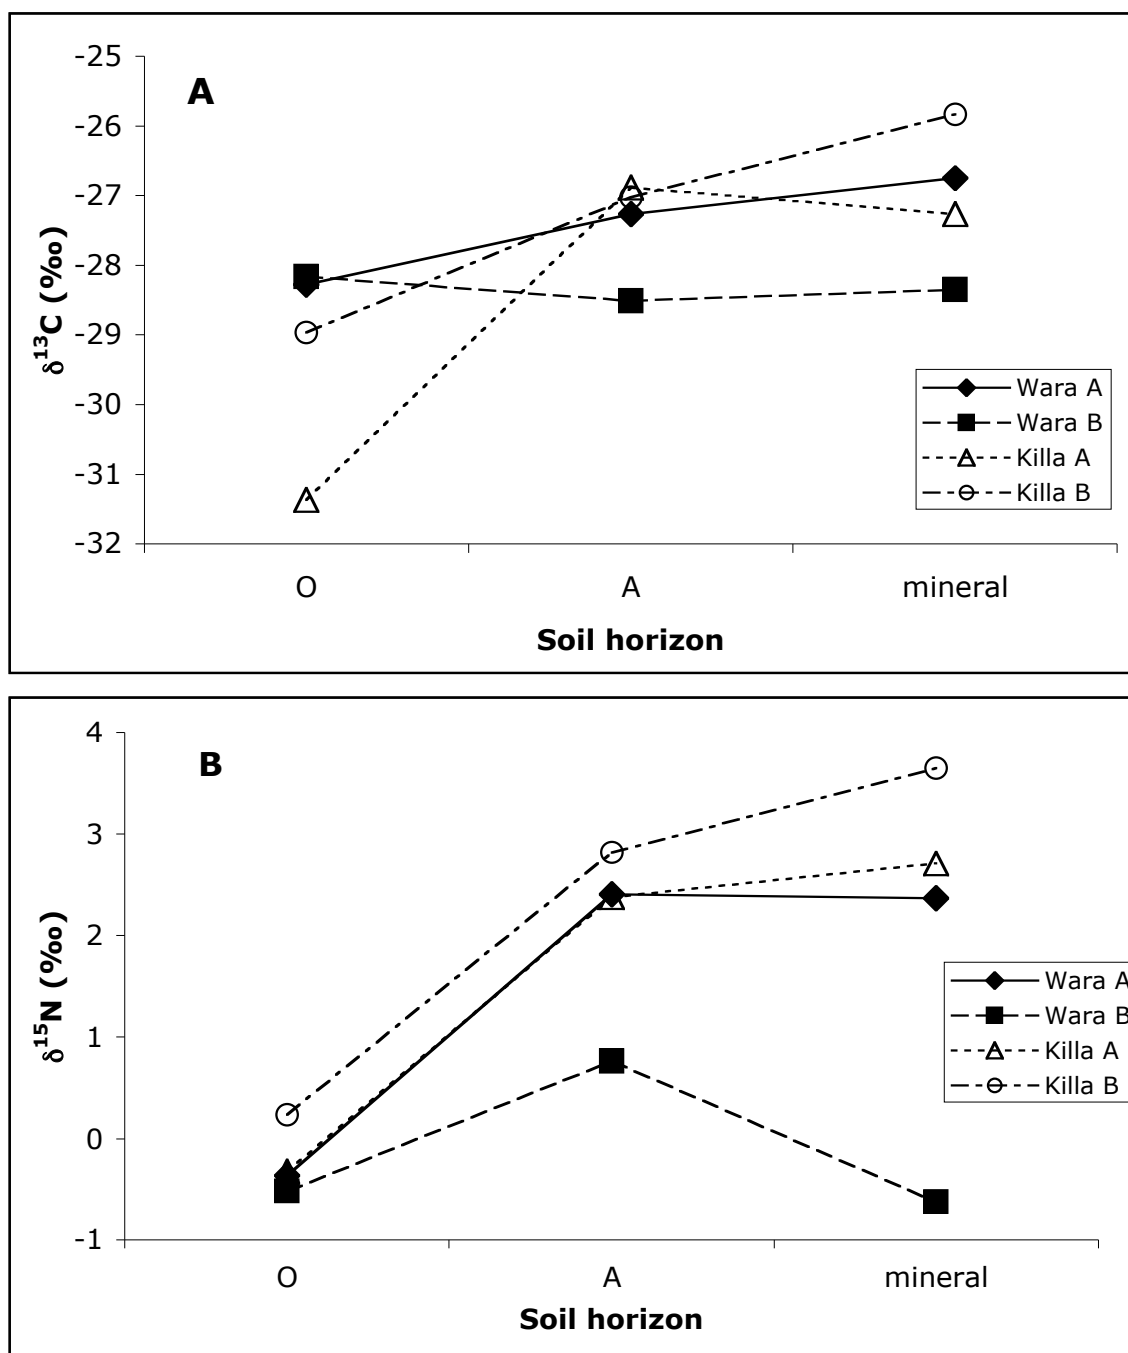 A
-25
-26
-27
-28
-29
-30
-31
-32
δ13C (‰)
O A mineral
Soil horizon
Wara A
Wara B
Killa A
Killa B
B
4
3
2
1
0
-1
δ15N (‰)
O A mineral
Soil horizon
Wara A
Wara B
Killa A
Killa B